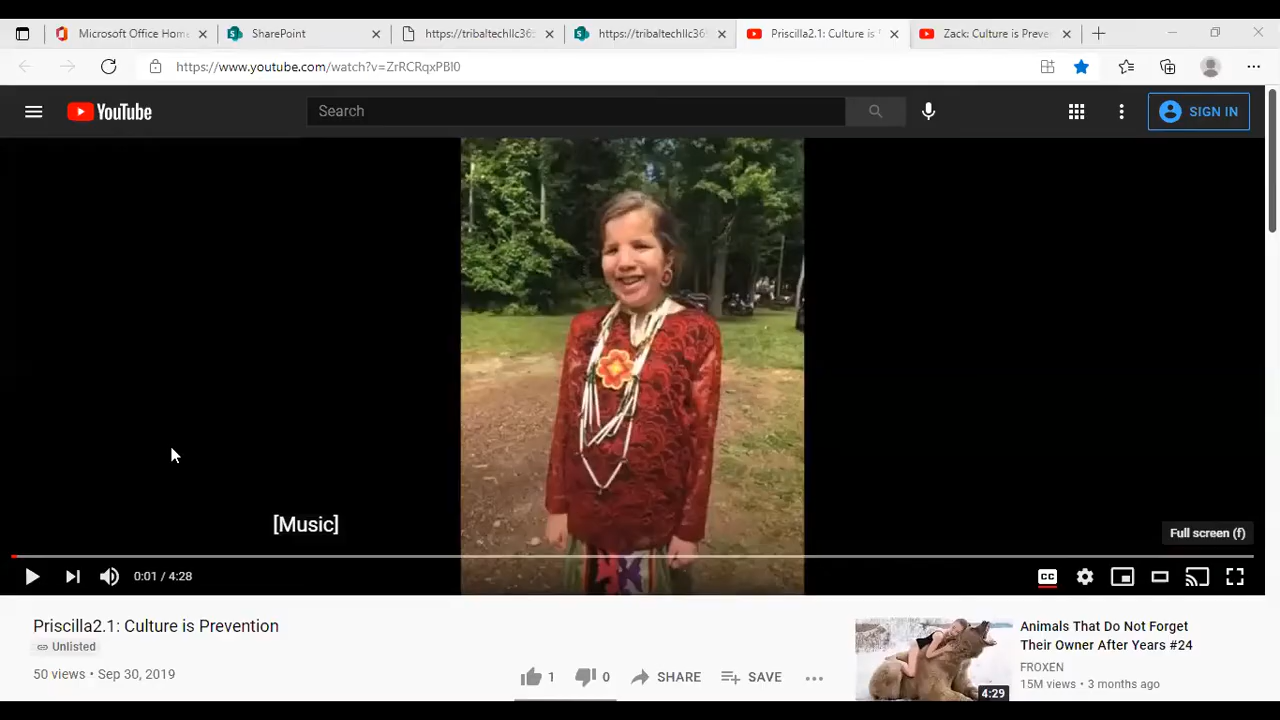 Microsoft Office Hom
SharePoint
https://tribaltechllc365
https://tribaltechllc365
Priscilla2.1: Culture is
Zack: Culture is Preve
https://www.youtube.com/watch?v=ZrRCRqxPBI0
YouTube
Search
SIGN IN
[Music]
Full screen (f)
0:01 / 4:28
CC
Priscilla2.1: Culture is Prevention
Unlisted
50 views • Sep 30, 2019
1
0
SHARE
SAVE
Animals That Do Not Forget
Their Owner After Years #24
FROXEN
15M views • 3 months ago
4:29